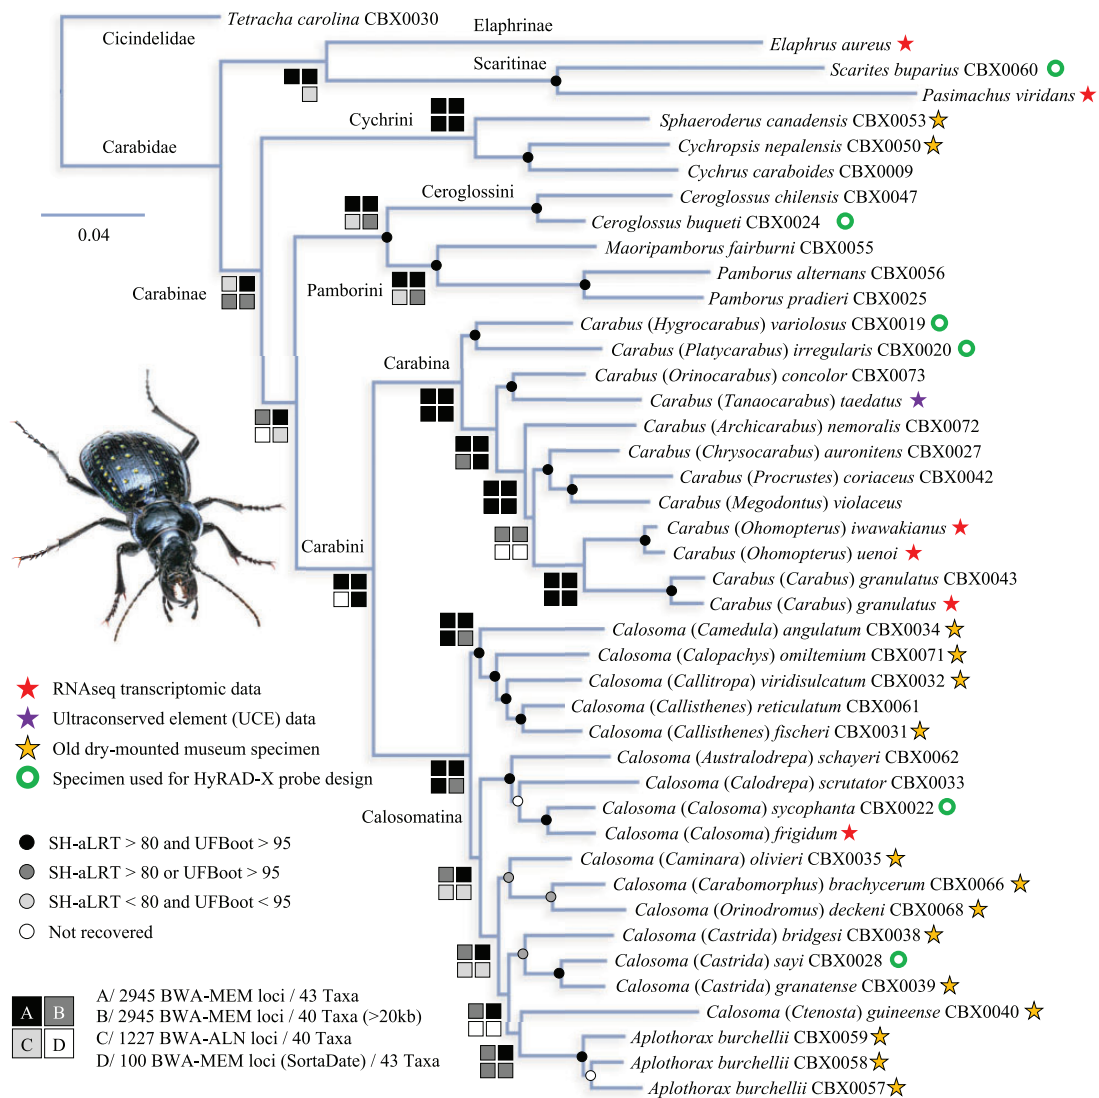 Tetracha carolina CBX0030
Cicindelidae
Elaphrinae
Elaphrus aureus
Scaritinae
Scarites buparius CBX0060
Pasimachus viridans
Cychrini
Sphaeroderus canadensis CBX0053
Carabidae
Cychropsis nepalensis CBX0050
Cychrus caraboides CBX0009
Ceroglossini
Ceroglossus chilensis CBX0047
0.04
Ceroglossus buqueti CBX0024
Maoripamborus fairburni CBX0055
Carabinae
Pamborini
Pamborus alternans CBX0056
Pamborus pradieri CBX0025
Carabus (Hygrocarabus) variolosus CBX0019
Carabina
Carabus (Platycarabus) irregularis CBX0020
Carabus (Orinocarabus) concolor CBX0073
Carabus (Tanaocarabus) taedatus
Carabus (Archicarabus) nemoralis CBX0072
Carabus (Chrysocarabus) auronitens CBX0027
Carabus (Procrustes) coriaceus CBX0042
Carabus (Megodontus) violaceus
Carabus (Ohomopterus) iwawakianus
Carabini
Carabus (Ohomopterus) uenoi
Carabus (Carabus) granulatus CBX0043
Carabus (Carabus) granulatus
Calosoma (Camedula) angulatum CBX0034
Calosoma (Calopachys) omiltemium CBX0071
Calosoma (Callitropa) viridisulcatum CBX0032
Calosoma (Callisthenes) reticulatum CBX0061
Calosoma (Callisthenes) fischeri CBX0031
Calosoma (Australodrepa) schayeri CBX0062
Calosoma (Calodrepa) scrutator CBX0033
Calosomatina
Calosoma (Calosoma) sycophanta CBX0022
Calosoma (Calosoma) frigidum
Calosoma (Caminara) olivieri CBX0035
Calosoma (Carabomorphus) brachycerum CBX0066
Calosoma (Orinodromus) deckeni CBX0068
Calosoma (Castrida) bridgesi CBX0038
Calosoma (Castrida) sayi CBX0028
Calosoma (Castrida) granatense CBX0039
Calosoma (Ctenosta) guineense CBX0040
Aplothorax burchellii CBX0059
Aplothorax burchellii CBX0058
Aplothorax burchellii CBX0057
RNAseq transcriptomic data
Ultraconserved element (UCE) data
Old dry-mounted museum specimen
Specimen used for HyRAD-X probe design
SH-aLRT > 80 and UFBoot > 95
SH-aLRT > 80 or UFBoot > 95
SH-aLRT < 80 and UFBoot < 95
Not recovered
A B
C D
A/ 2945 BWA-MEM loci / 43 Taxa
B/ 2945 BWA-MEM loci / 40 Taxa (>20kb)
C/ 1227 BWA-ALN loci / 40 Taxa
D/ 100 BWA-MEM loci (SortaDate) / 43 Taxa